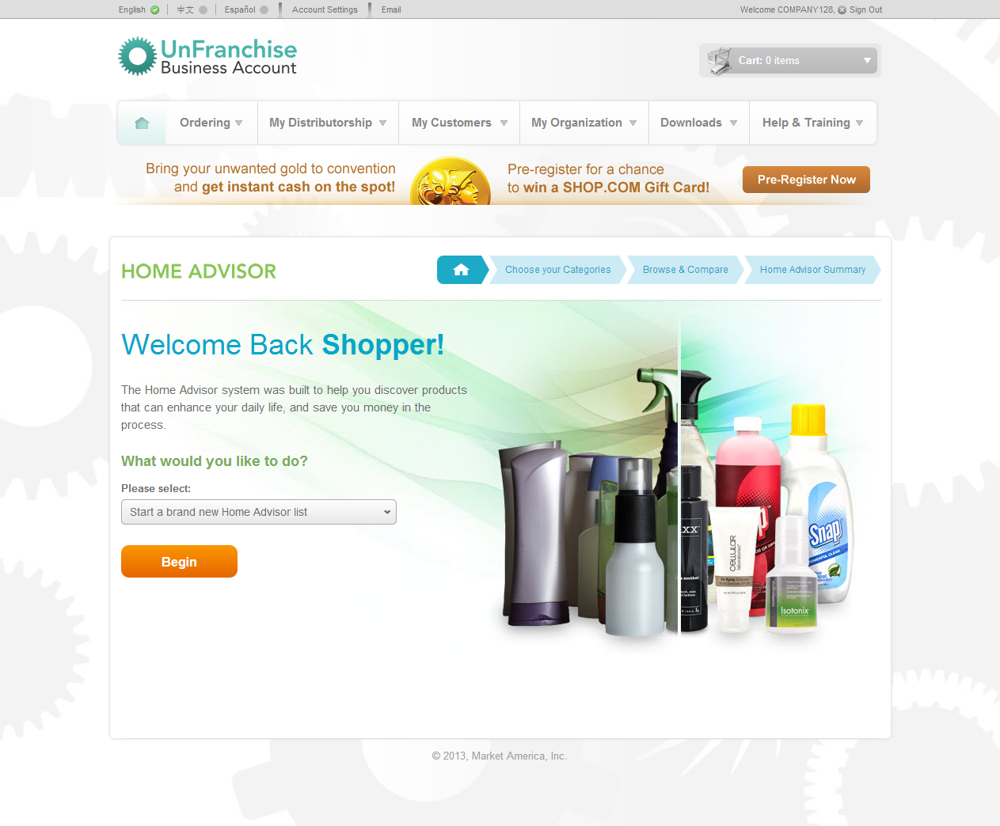 English 中文 Español Account Settings Email Welcome COMPANY128, Sign Out
UnFranchise
Business Account
Cart: 0 items
Ordering My Distributorship My Customers My Organization Downloads Help & Training
Bring your unwanted gold to convention
and get instant cash on the spot!
Pre-register for a chance
to win a SHOP.COM Gift Card!
Pre-Register Now
HOME ADVISOR
Choose your Categories Browse & Compare Home Advisor Summary
Welcome Back Shopper!
The Home Advisor system was built to help you discover products
that can enhance your daily life, and save you money in the
process.
What would you like to do?
Please select:
Start a brand new Home Advisor list
Begin
XX
CELLULAR
laboratories
Snap
POWERFUL CLEAN
Isotonix
© 2013, Market America, Inc.